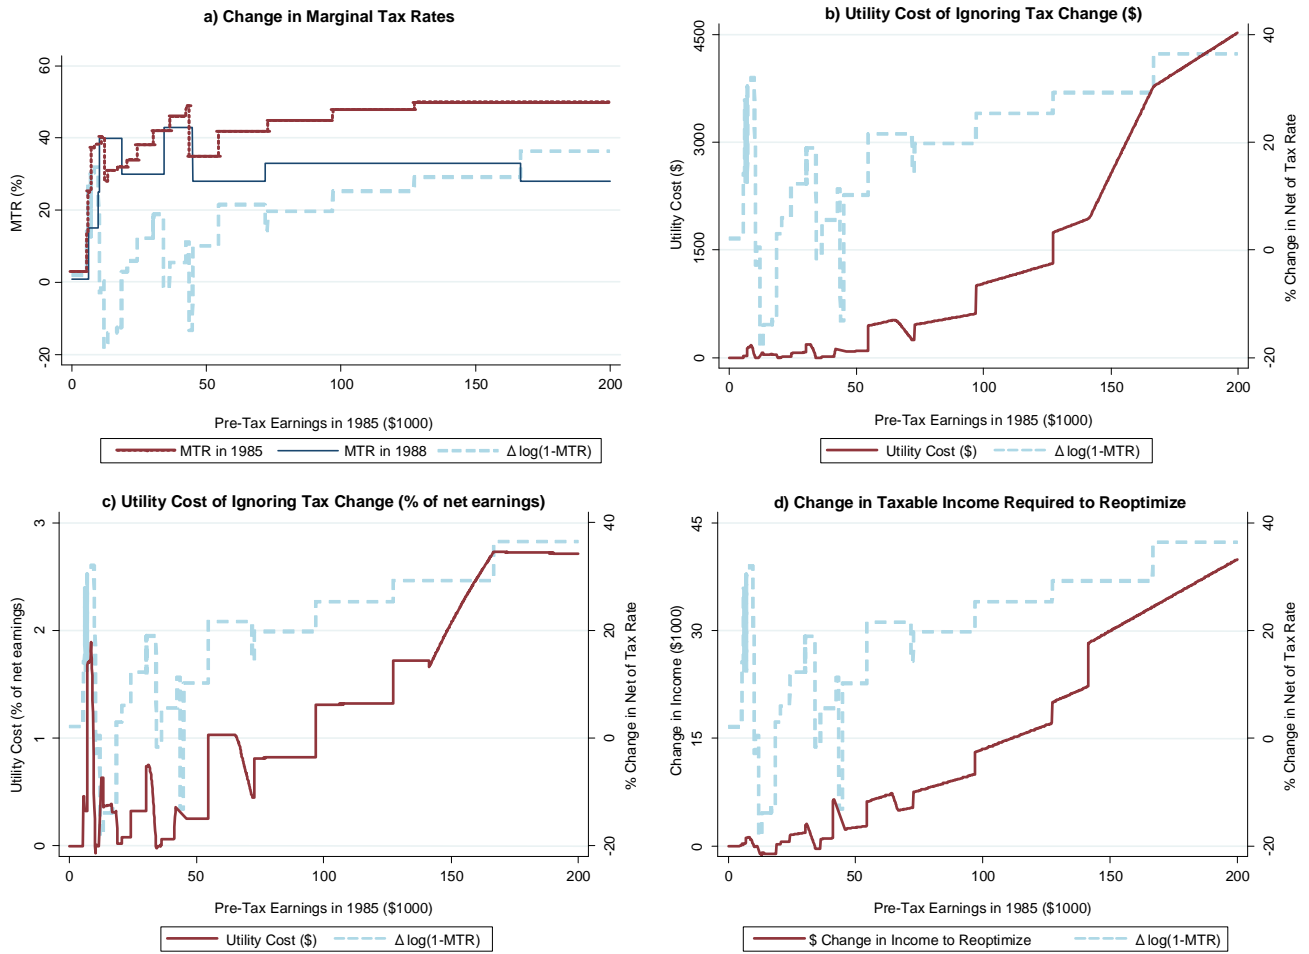 a) Change in Marginal Tax Rates
MTR (%)
60
40
20
0
-20
0 50 100 150 200
Pre-Tax Earnings in 1985 ($1000)
MTR in 1985 MTR in 1988 Δ log(1-MTR)
b) Utility Cost of Ignoring Tax Change ($)
Utility Cost ($)
4500
3000
1500
0
% Change in Net of Tax Rate
40
20
0
-20
0 50 100 150 200
Pre-Tax Earnings in 1985 ($1000)
Utility Cost ($) Δ log(1-MTR)
c) Utility Cost of Ignoring Tax Change (% of net earnings)
Utility Cost (% of net earnings)
3
2
1
0
% Change in Net of Tax Rate
40
20
0
-20
0 50 100 150 200
Pre-Tax Earnings in 1985 ($1000)
Utility Cost ($) Δ log(1-MTR)
d) Change in Taxable Income Required to Reoptimize
Change in Income ($1000)
45
30
15
0
% Change in Net of Tax Rate
40
20
0
-20
0 50 100 150 200
Pre-Tax Earnings in 1985 ($1000)
$ Change in Income to Reoptimize Δ log(1-MTR)